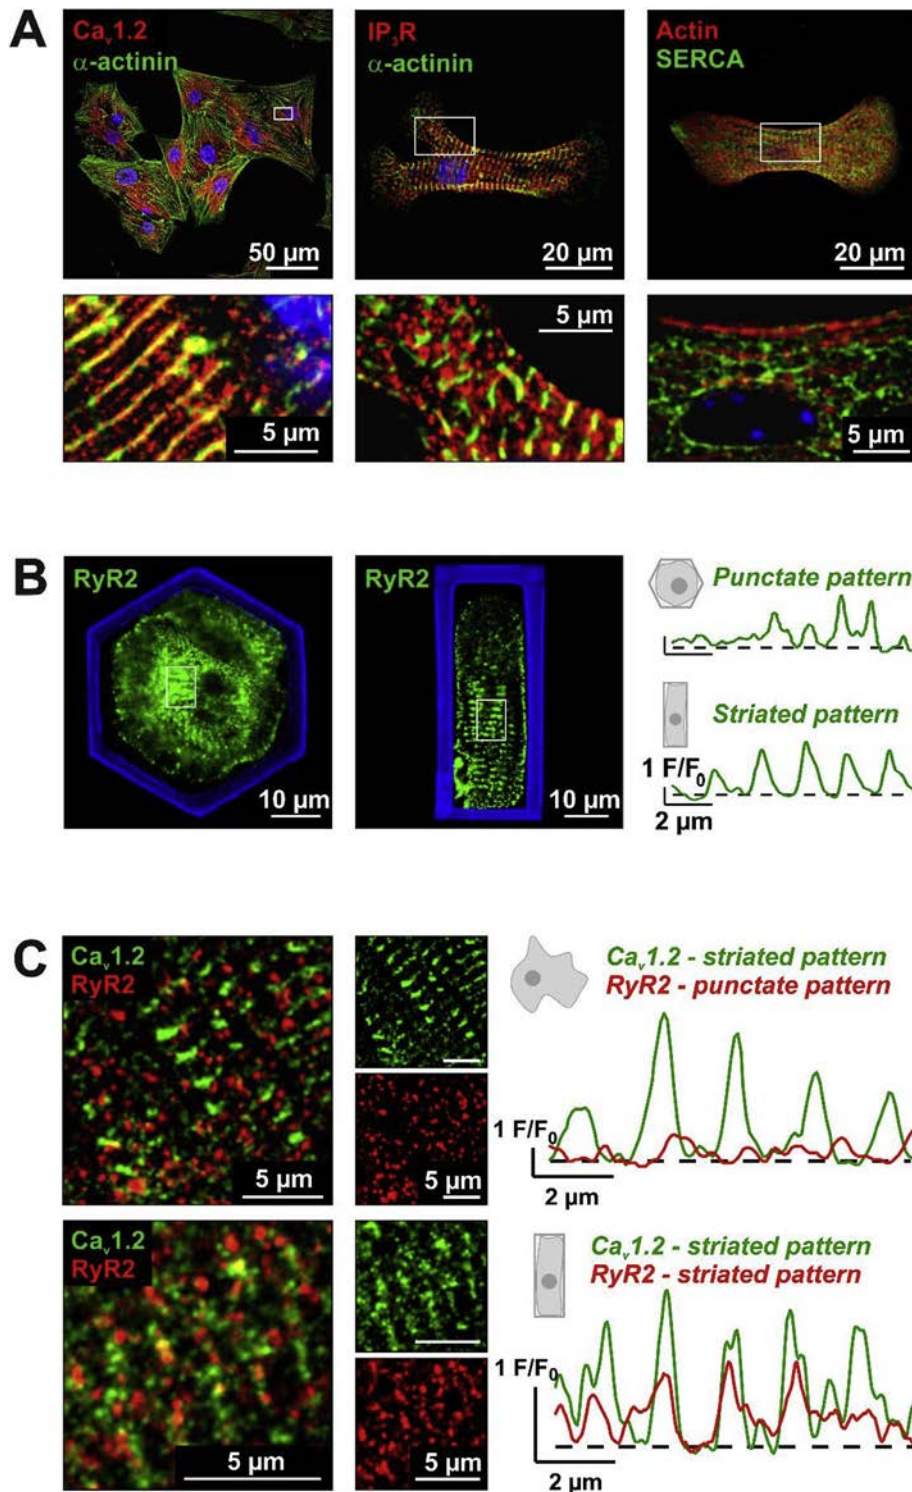 A
Caᵥ1.2
α-actinin
50 µm
IP₃R
α-actinin
20 µm
Actin
SERCA
20 µm
5 µm
5 µm
5 µm
B
RyR2
10 µm
RyR2
10 µm
Punctate pattern
Striated pattern
1 F/F₀
2 µm
C
Caᵥ1.2
RyR2
5 µm
5 µm
Caᵥ1.2 - striated pattern
RyR2 - punctate pattern
1 F/F₀
2 µm
Caᵥ1.2
RyR2
5 µm
5 µm
Caᵥ1.2 - striated pattern
RyR2 - striated pattern
1 F/F₀
2 µm